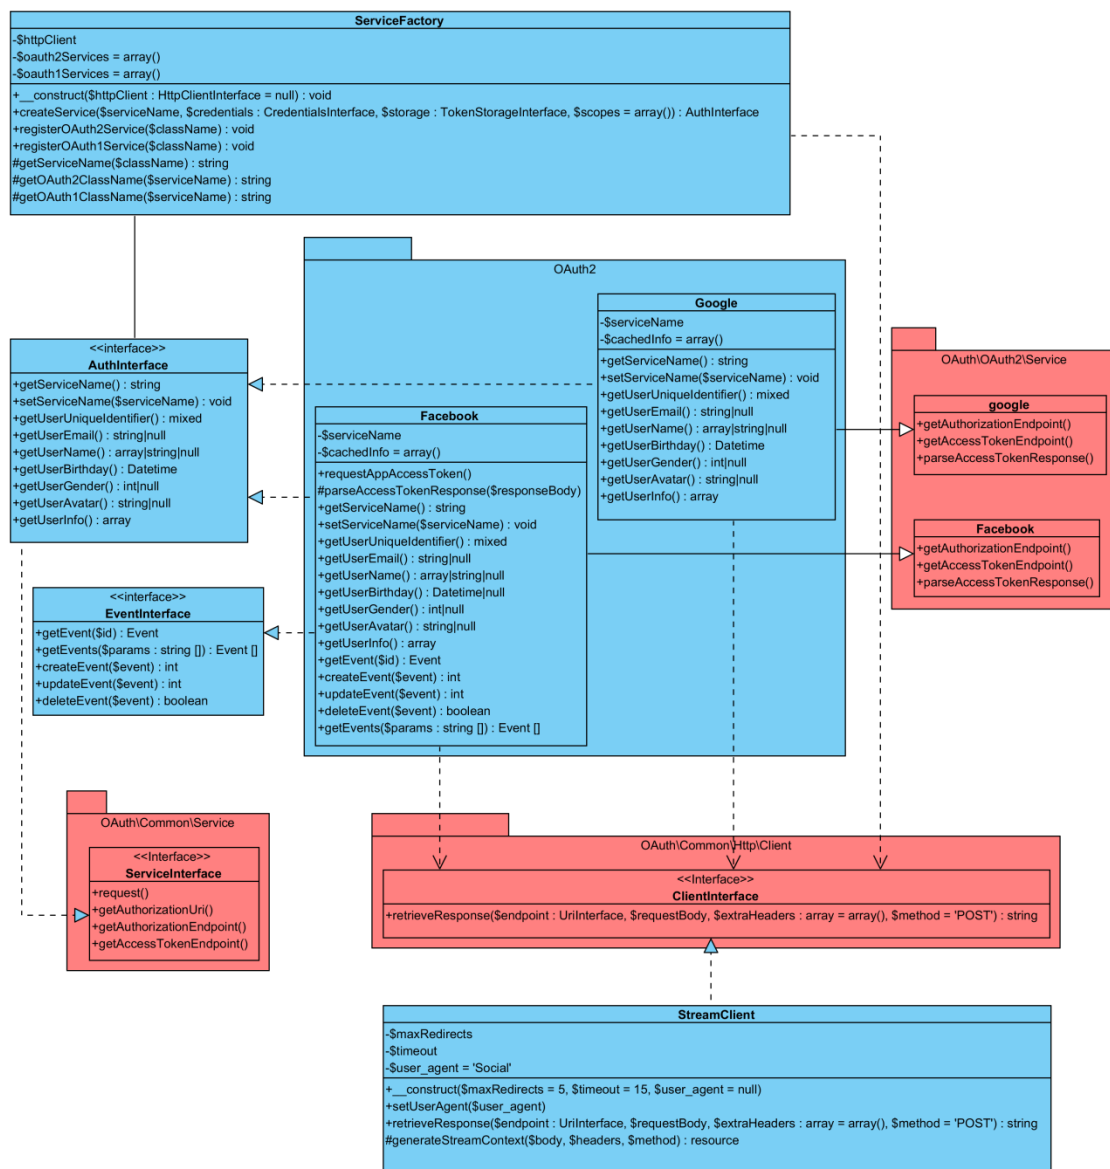 ServiceFactory
-$httpClient
-$oauth2Services = array()
-$oauth1Services = array()
+__construct($httpClient : HttpClientInterface = null) : void
+createService($serviceName, $credentials : CredentialsInterface, $storage : TokenStorageInterface, $scopes = array()) : AuthInterface
+registerOAuth2Service($className) : void
+registerOAuth1Service($className) : void
#getServiceName($className) : string
#getOAuth2ClassName($serviceName) : string
#getOAuth1ClassName($serviceName) : string
OAuth2
Google
-$serviceName
-$cachedInfo = array()
+getServiceName() : string
+setServiceName($serviceName) : void
+getUserUniqueIdentifier() : mixed
+getUserEmail() : string|null
+getUserName() : array|string|null
+getUserBirthday() : Datetime
+getUserGender() : int|null
+getUserAvatar() : string|null
+getUserInfo() : array
<<interface>>
AuthInterface
+getServiceName() : string
+setServiceName($serviceName) : void
+getUserUniqueIdentifier() : mixed
+getUserEmail() : string|null
+getUserName() : array|string|null
+getUserBirthday() : Datetime
+getUserGender() : int|null
+getUserAvatar() : string|null
+getUserInfo() : array
Facebook
-$serviceName
-$cachedInfo = array()
+requestAppAccessToken()
#parseAccessTokenResponse($responseBody)
+getServiceName() : string
+setServiceName($serviceName) : void
+getUserUniqueIdentifier() : mixed
+getUserEmail() : string|null
+getUserName() : array|string|null
+getUserBirthday() : Datetime|null
+getUserGender() : int|null
+getUserAvatar() : string|null
+getUserInfo() : array
+getEvent($id) : Event
+createEvent($event) : int
+updateEvent($event) : int
+deleteEvent($event) : boolean
+getEvents($params : string []) : Event []
OAuth\OAuth2\Service
google
+getAuthorizationEndpoint()
+getAccessTokenEndpoint()
+parseAccessTokenResponse()
Facebook
+getAuthorizationEndpoint()
+getAccessTokenEndpoint()
+parseAccessTokenResponse()
<<interface>>
EventInterface
+getEvent($id) : Event
+getEvents($params : string []) : Event []
+createEvent($event) : int
+updateEvent($event) : int
+deleteEvent($event) : boolean
OAuth\Common\Service
<<Interface>>
ServiceInterface
+request()
+getAuthorizationUri()
+getAuthorizationEndpoint()
+getAccessTokenEndpoint()
OAuth\Common\Http\Client
<<Interface>>
ClientInterface
+retrieveResponse($endpoint : UriInterface, $requestBody, $extraHeaders : array = array(), $method = 'POST') : string
StreamClient
-$maxRedirects
-$timeout
-$user_agent = 'Social'
+__construct($maxRedirects = 5, $timeout = 15, $user_agent = null)
+setUserAgent($user_agent)
+retrieveResponse($endpoint : UriInterface, $requestBody, $extraHeaders : array = array(), $method = 'POST') : string
#generateStreamContext($body, $headers, $method) : resource